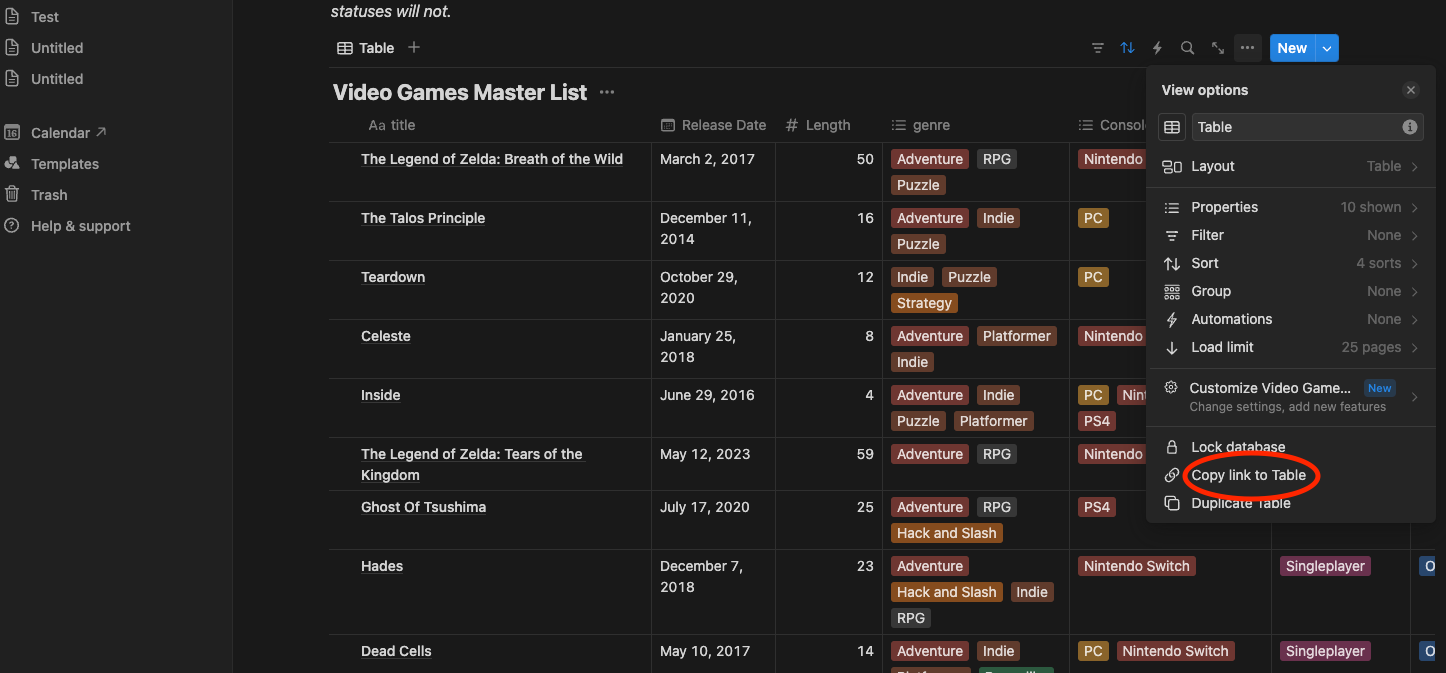 Test
Untitled
Untitled
16 Calendar
Templates
Trash
Help & support
statuses will not.
Table
New
Video Games Master List
Aa title
Release Date
# Length
genre
The Legend of Zelda: Breath of the Wild
March 2, 2017
50
Adventure RPG
Puzzle
Nintendo
The Talos Principle
December 11,
2014
16
Adventure Indie
Puzzle
PC
Teardown
October 29,
2020
12
Indie Puzzle
Strategy
PC
Celeste
January 25,
2018
8
Adventure Platformer
Indie
Nintendo
Inside
June 29, 2016
4
Adventure Indie
Puzzle Platformer
PC
PS4
The Legend of Zelda: Tears of the
Kingdom
May 12, 2023
59
Adventure RPG
Nintendo
Ghost Of Tsushima
July 17, 2020
25
Adventure RPG
Hack and Slash
PS4
Hades
December 7,
2018
23
Adventure
Hack and Slash Indie
RPG
Nintendo Switch
Singleplayer
O
Dead Cells
May 10, 2017
14
Adventure Indie
PC Nintendo Switch
Singleplayer
O
View options
Table
Layout Table
Properties 10 shown
Filter None
Sort 4 sorts
Group None
Automations None
Load limit 25 pages
Customize Video Game... New
Change settings, add new features
Lock database
Copy link to Table
Duplicate Table